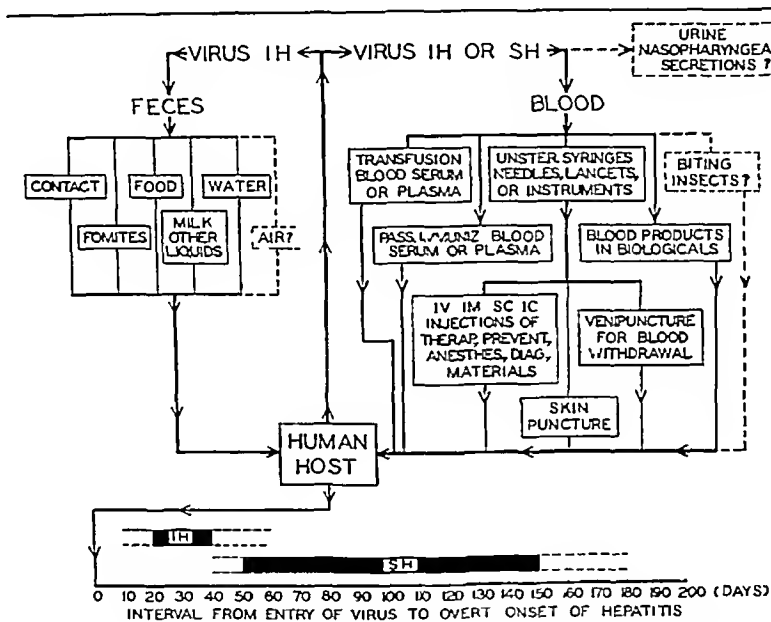 VIRUS IH
VIRUS IH OR SH
URINE
NASOPHARYNGEA
SECRETIONS ?
FECES
BLOOD
CONTACT
FOOD
WATER
FOMITES
MILK
OTHER
LIQUIDS
AIR?
TRANSFUSION
BLOOD SERUM
OR PLASMA
UNSTER. SYRINGES
NEEDLES, LANCETS,
OR INSTRUMENTS
BITING
INSECTS?
PASS. IMMUNIZ BLOOD
SERUM OR PLASMA
BLOOD PRODUCTS
IN BIOLOGICALS
IV IM SC IC
INJECTIONS OF
THERAP, PREVENT,
ANESTHES, DIAG,
MATERIALS
VENIPUNCTURE
FOR BLOOD
WITHDRAWAL
SKIN
PUNCTURE
HUMAN
HOST
IH
SH
0 10 20 30 40 50 60 70 80 90 100 110 120 130 140 150 160 170 180 190 200 (DAYS)
INTERVAL FROM ENTRY OF VIRUS TO OVERT ONSET OF HEPATITIS